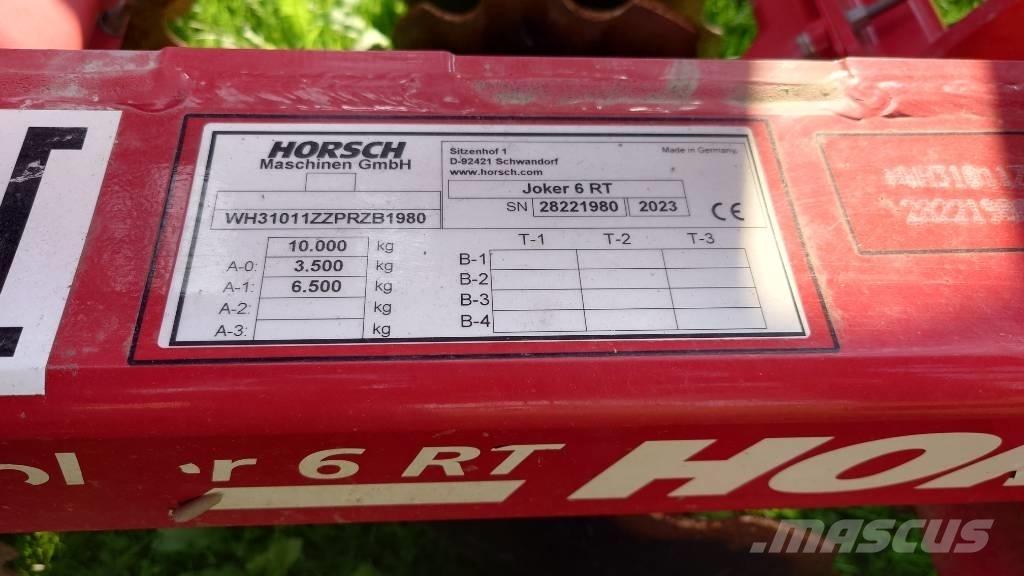 HORSCH
Maschinen GmbH
WH31011ZZPRZB1980
Sitzenhof 1
D-92421 Schwandorf
www.horsch.com
Made in Germany
Joker 6 RT
SN 28221980 2023 CE
10.000 kg
A-0: 3.500 kg
A-1: 6.500 kg
A-2: kg
A-3: kg
T-1 T-2 T-3
B-1
B-2
B-3
B-4
6 RT
MASCUS